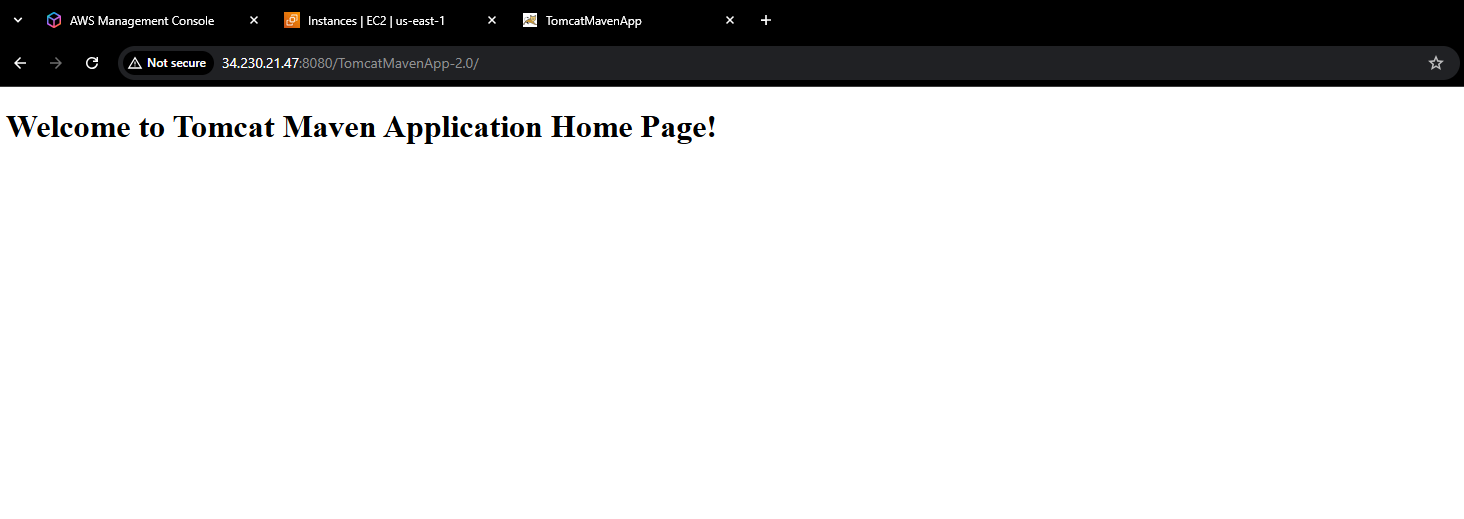 AWS Management Console
Instances | EC2 | us-east-1
TomcatMavenApp
Not secure
34.230.21.47:8080/TomcatMavenApp-2.0/
Welcome to Tomcat Maven Application Home Page!